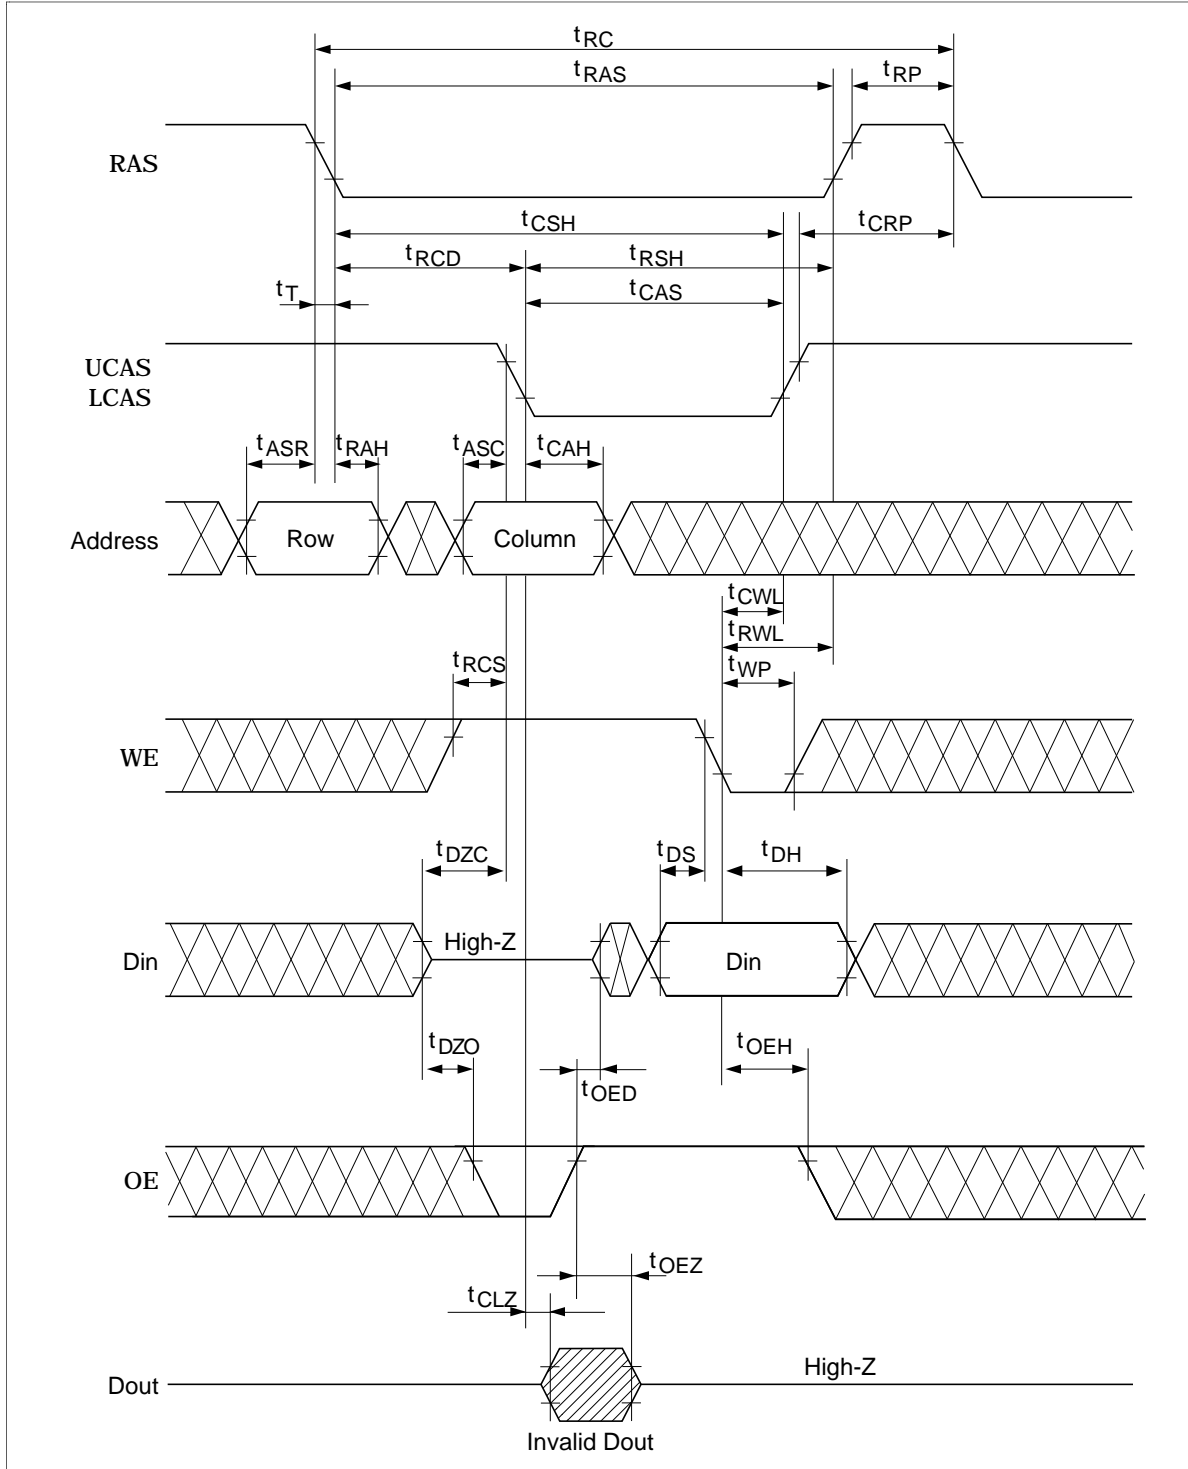 tRC
tRAS
tRP
RAS
tCSH
tCRP
tRCD
tRSH
tT
tCAS
UCAS
LCAS
tASR
tRAH
tASC
tCAH
Address
Row
Column
tCWL
tRWL
tRCS
tWP
WE
tDZC
tDS
tDH
High-Z
Din
Din
tDZO
tOEH
tOED
OE
tOEZ
tCLZ
High-Z
Dout
Invalid Dout